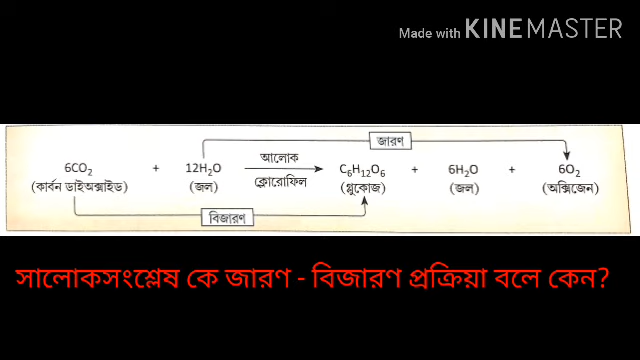 Made with KINEMASTER
জারণ
6CO₂ + 12H₂O আলোক C₆H₁₂O₆ + 6H₂O + 6O₂
(কার্বন ডাইঅক্সাইড) (জল) ক্লোরোফিল (গ্লুকোজ) (জল) (অক্সিজেন)
বিজারণ
সালোকসংশ্লেষ কে জারণ - বিজারণ প্রক্রিয়া বলে কেন?